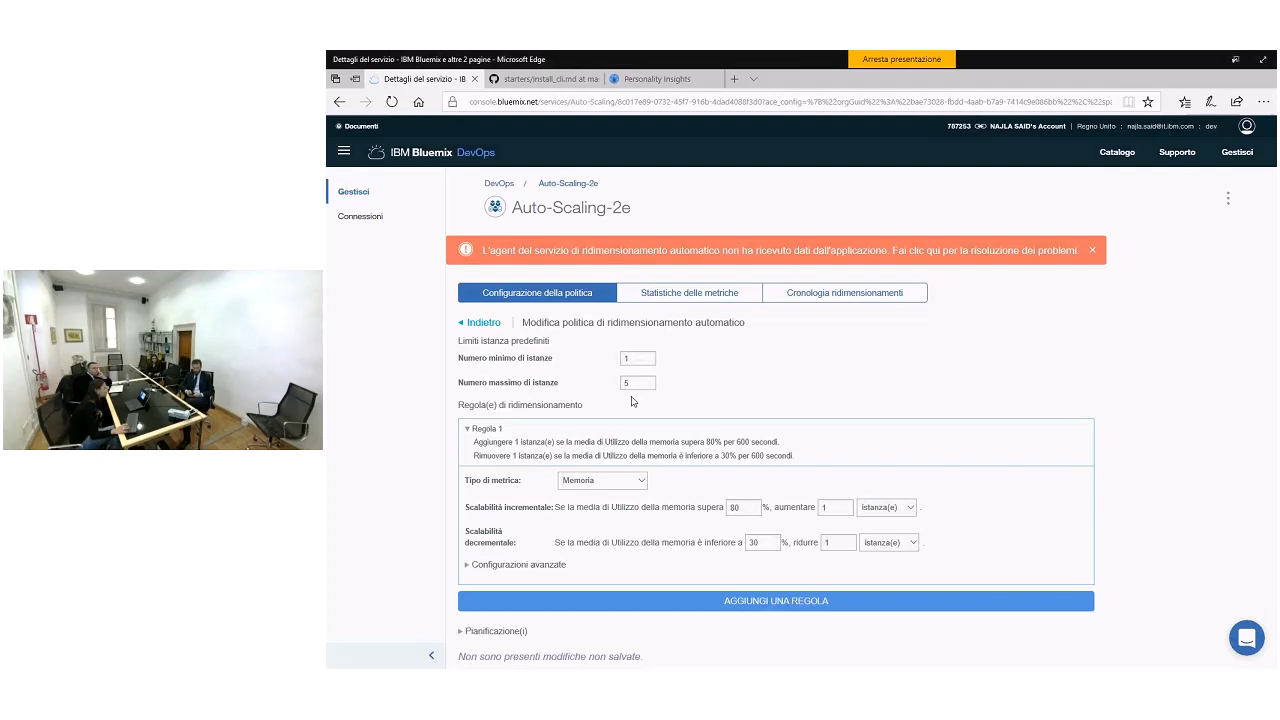 Dettagli del servizio - IBM Bluemix e altre 2 pagine - Microsoft Edge
Arresta presentazione
Dettagli del servizio - IB
starters/install_cli.md at ma
Personality Insights
Documenti
787253
NAJLA SAID's Account | Regno Unito : najla.said@it.ibm.com : dev
IBM Bluemix DevOps
Catalogo
Supporto
Gestisci
Gestisci
Connessioni
DevOps / Auto-Scaling-2e
Auto-Scaling-2e
L'agent del servizio di ridimensionamento automatico non ha ricevuto dati dall'applicazione. Fai clic qui per la risoluzione dei problemi
Configurazione della politica
Statistiche delle metriche
Cronologia ridimensionamenti
Indietro | Modifica politica di ridimensionamento automatico
Limiti istanza predefiniti
Numero minimo di istanze 1
Numero massimo di istanze 5
Regola(e) di ridimensionamento
Regola 1
Aggiungere 1 istanza(e) se la media di Utilizzo della memoria supera 80% per 600 secondi.
Rimuovere 1 istanza(e) se la media di Utilizzo della memoria è inferiore a 30% per 600 secondi.
Tipo di metrica: Memoria
Scalabilità incrementale: Se la media di Utilizzo della memoria supera 80 %, aumentare 1 istanza(e) .
Scalabilità
decrementale: Se la media di Utilizzo della memoria è inferiore a 30 %, ridurre 1 istanza(e) .
Configurazioni avanzate
AGGIUNGI UNA REGOLA
Pianificazione(i)
Non sono presenti modifiche non salvate.